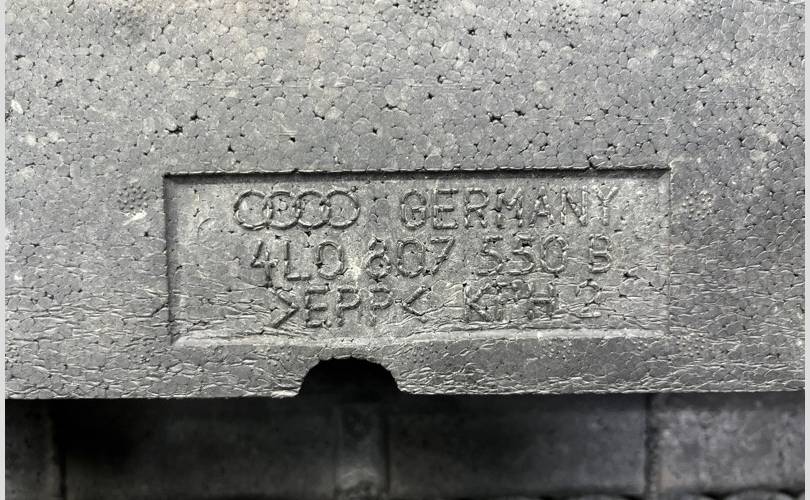 GERMANY
4L0 807 550 B
>EPP< KPH 2